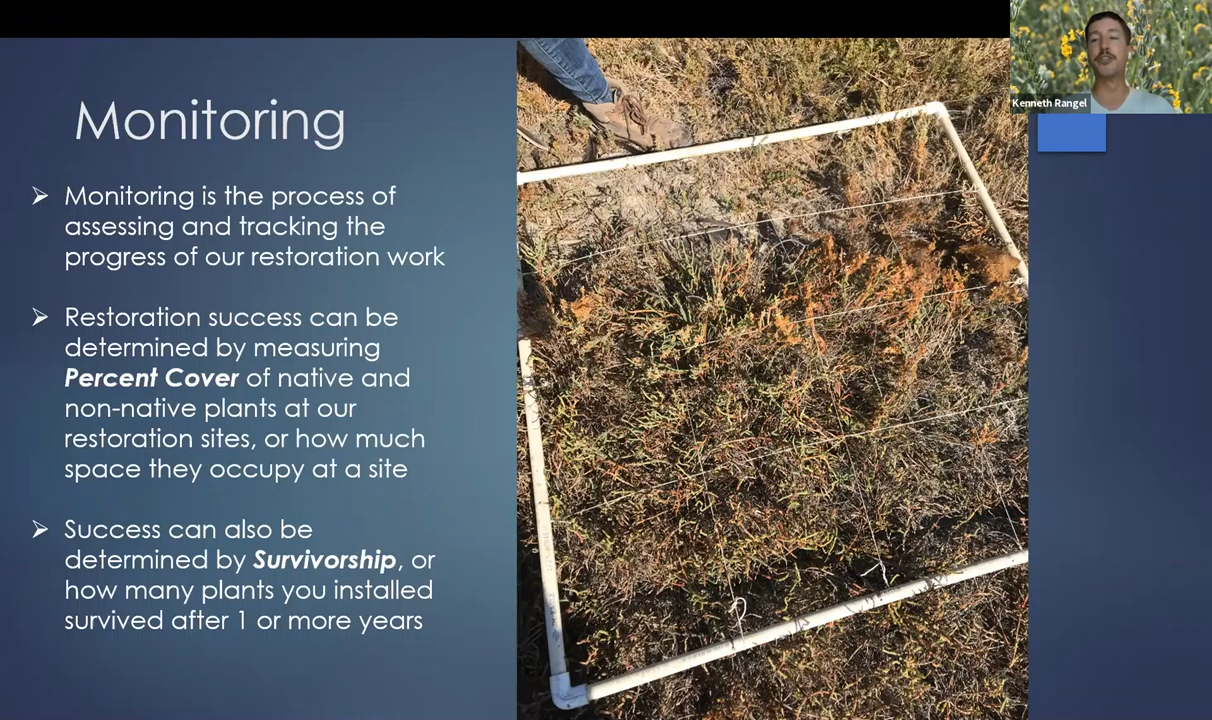 Monitoring
Monitoring is the process of
assessing and tracking the
progress of our restoration work
Restoration success can be
determined by measuring
Percent Cover of native and
non-native plants at our
restoration sites, or how much
space they occupy at a site
Success can also be
determined by Survivorship, or
how many plants you installed
survived after 1 or more years
Kenneth Rangel